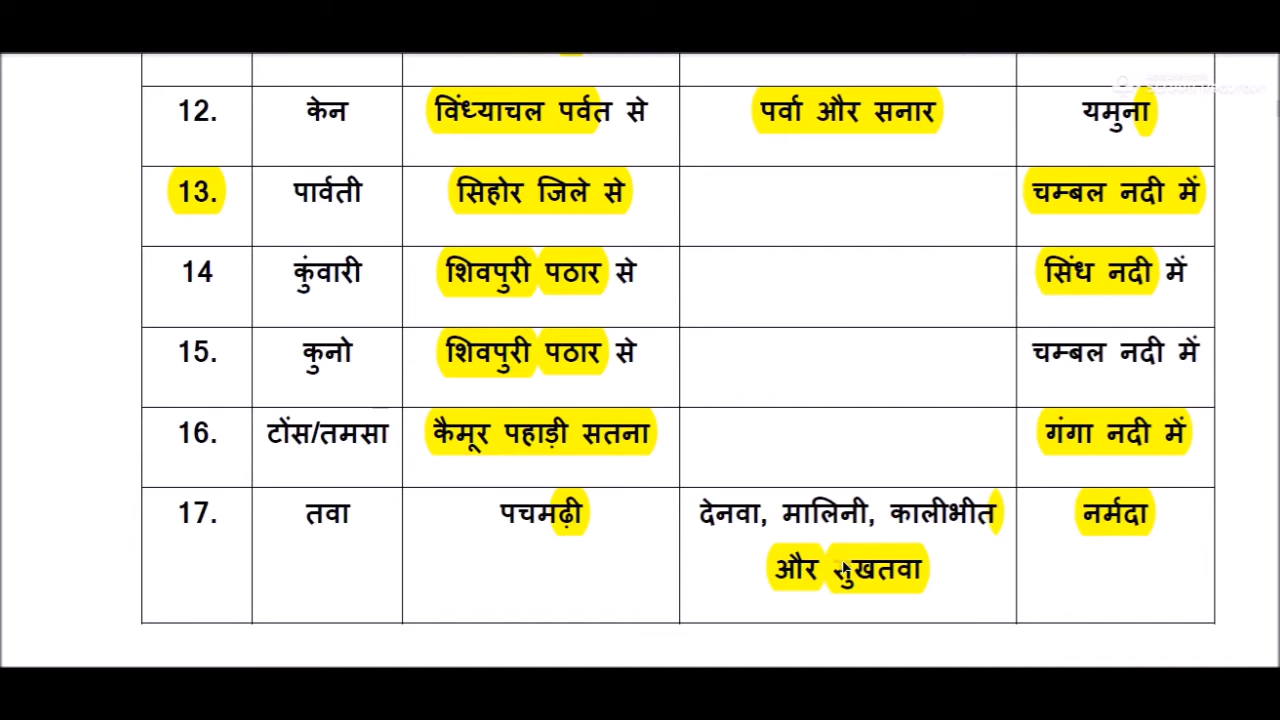 12. केन विंध्याचल पर्वत से पर्वा और सनार यमुना
13. पार्वती सिहोर जिले से चम्बल नदी में
14 कुंवारी शिवपुरी पठार से सिंध नदी में
15. कुनो शिवपुरी पठार से चम्बल नदी में
16. टोंस/तमसा कैमूर पहाड़ी सतना गंगा नदी में
17. तवा पचमढ़ी देनवा, मालिनी, कालीभीत नर्मदा
और सुखतवा